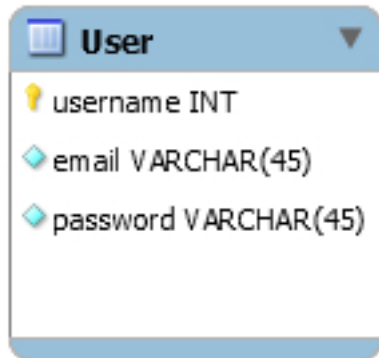 User
username INT
email VARCHAR(45)
password VARCHAR(45)